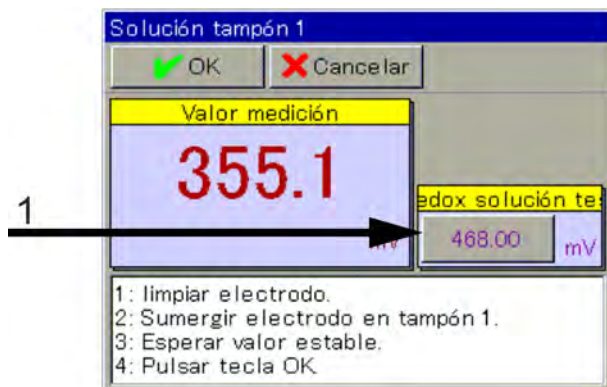 Solución tampón 1
OK Cancelar
Valor medición
355.1
edox solución te
1
468.00 mV
1: limpiar electrodo.
2: Sumergir electrodo en tampón 1.
3: Esperar valor estable.
4: Pulsar tecla OK